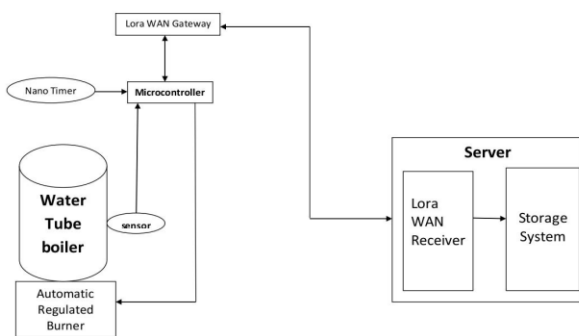 Lora WAN Gateway
Nano Timer
Microcontroller
Water
Tube
boiler
sensor
Automatic
Regulated
Burner
Server
Lora
WAN
Receiver
Storage
System